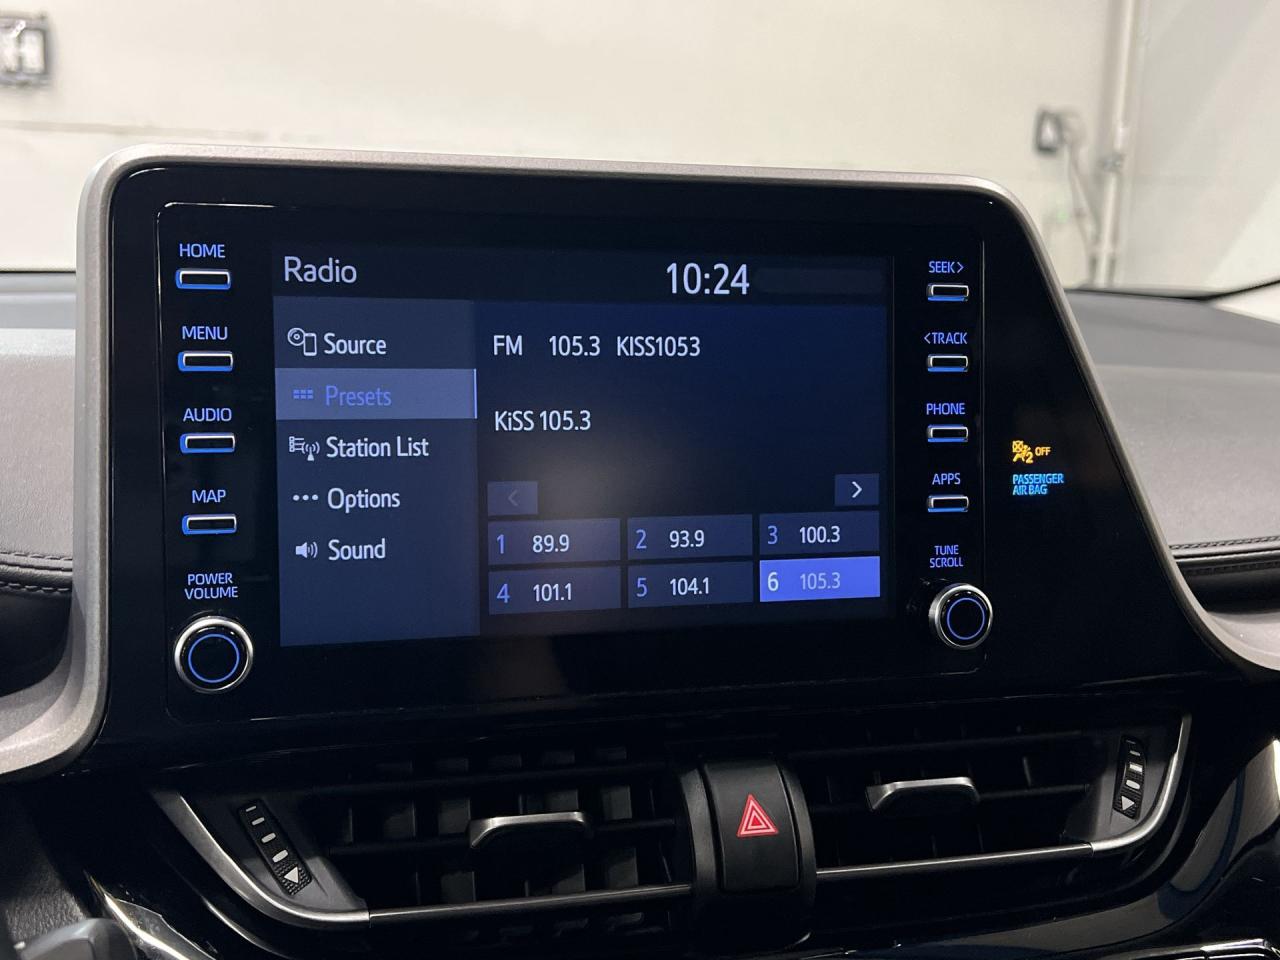 HOME
MENU
AUDIO
MAP
POWER
VOLUME
Radio
10:24
Source
Presets
Station List
Options
Sound
FM 105.3 KISS1053
KiSS 105.3
<
>
1 89.9
2 93.9
3 100.3
4 101.1
5 104.1
6 105.3
SEEK>
<TRACK
PHONE
APPS
TUNE
SCROLL
2 OFF
PASSENGER
AIR BAG